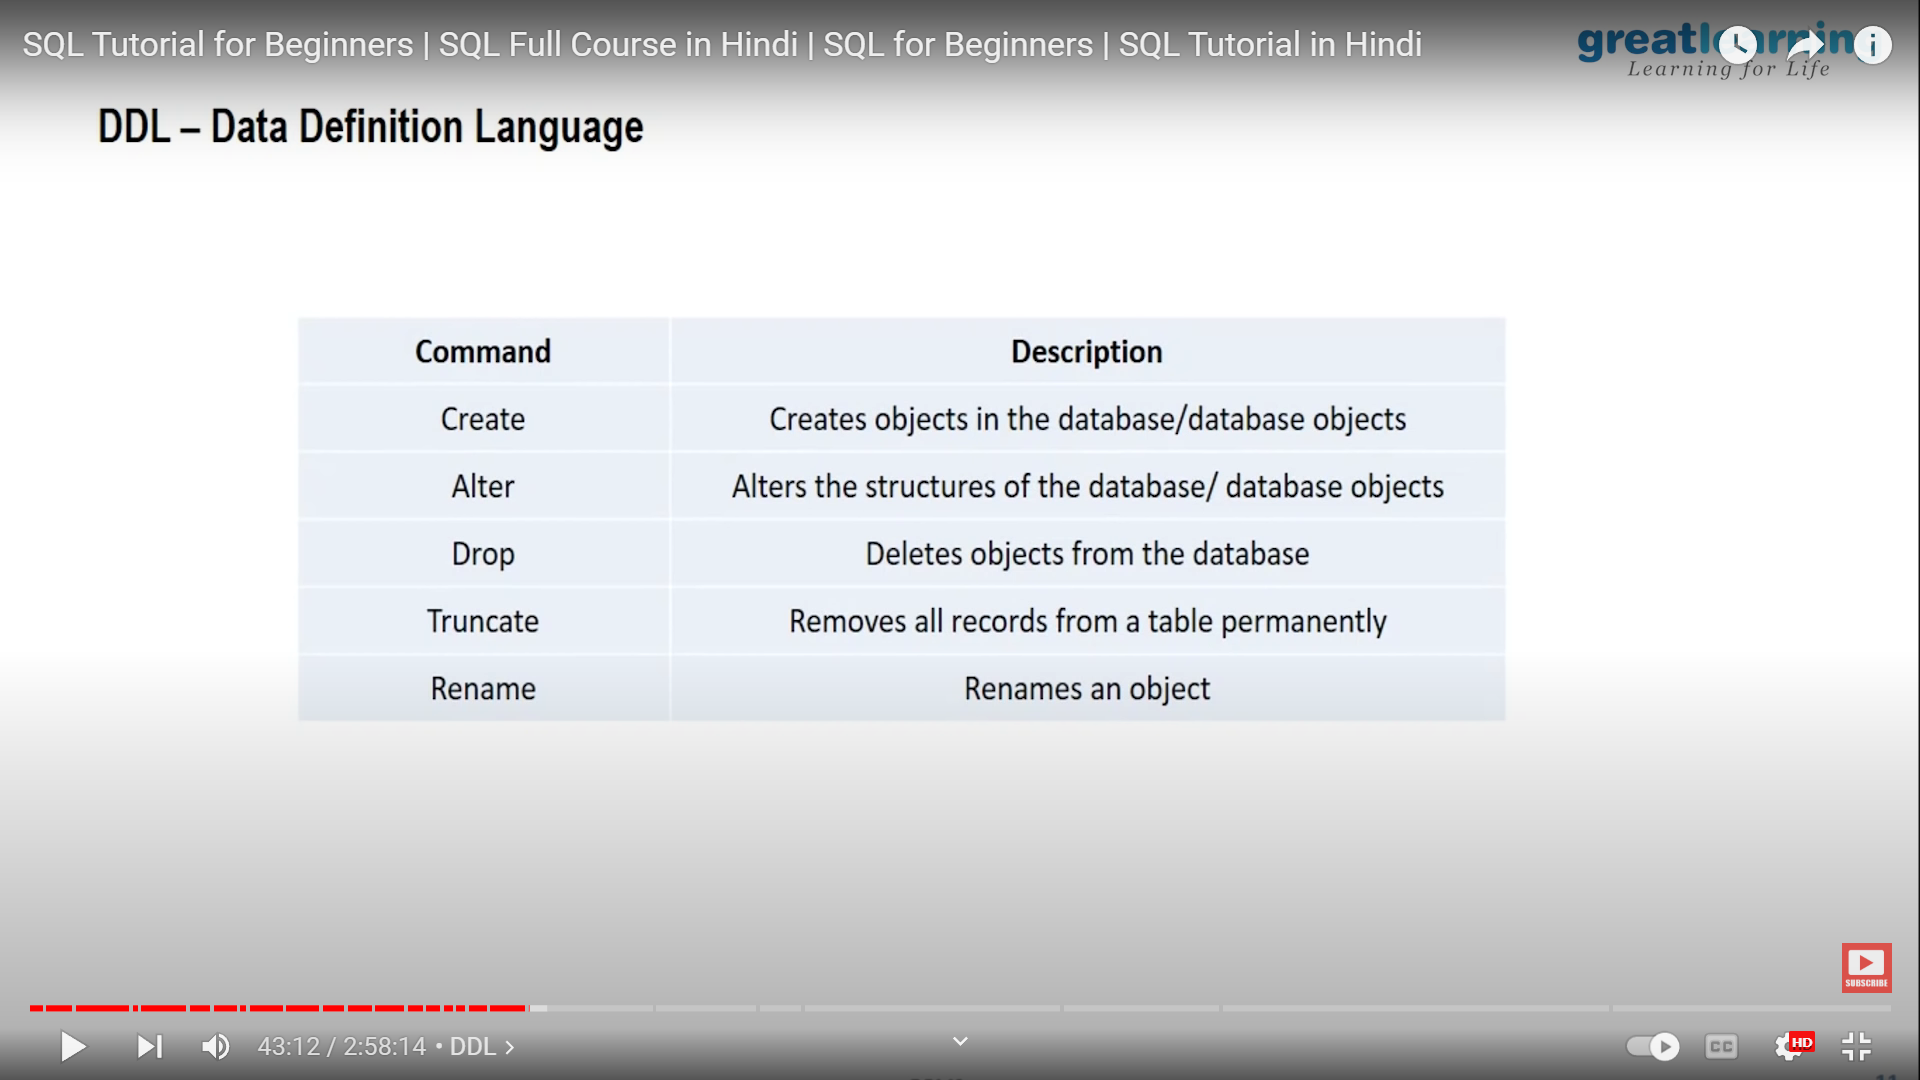 SQL Tutorial for Beginners | SQL Full Course in Hindi | SQL for Beginners | SQL Tutorial in Hindi
greatlearnin
Learning for Life
DDL – Data Definition Language
Command Description
Create Creates objects in the database/database objects
Alter Alters the structures of the database/ database objects
Drop Deletes objects from the database
Truncate Removes all records from a table permanently
Rename Renames an object
SUBSCRIBE
43:12 / 2:58:14 • DDL >
CC
HD